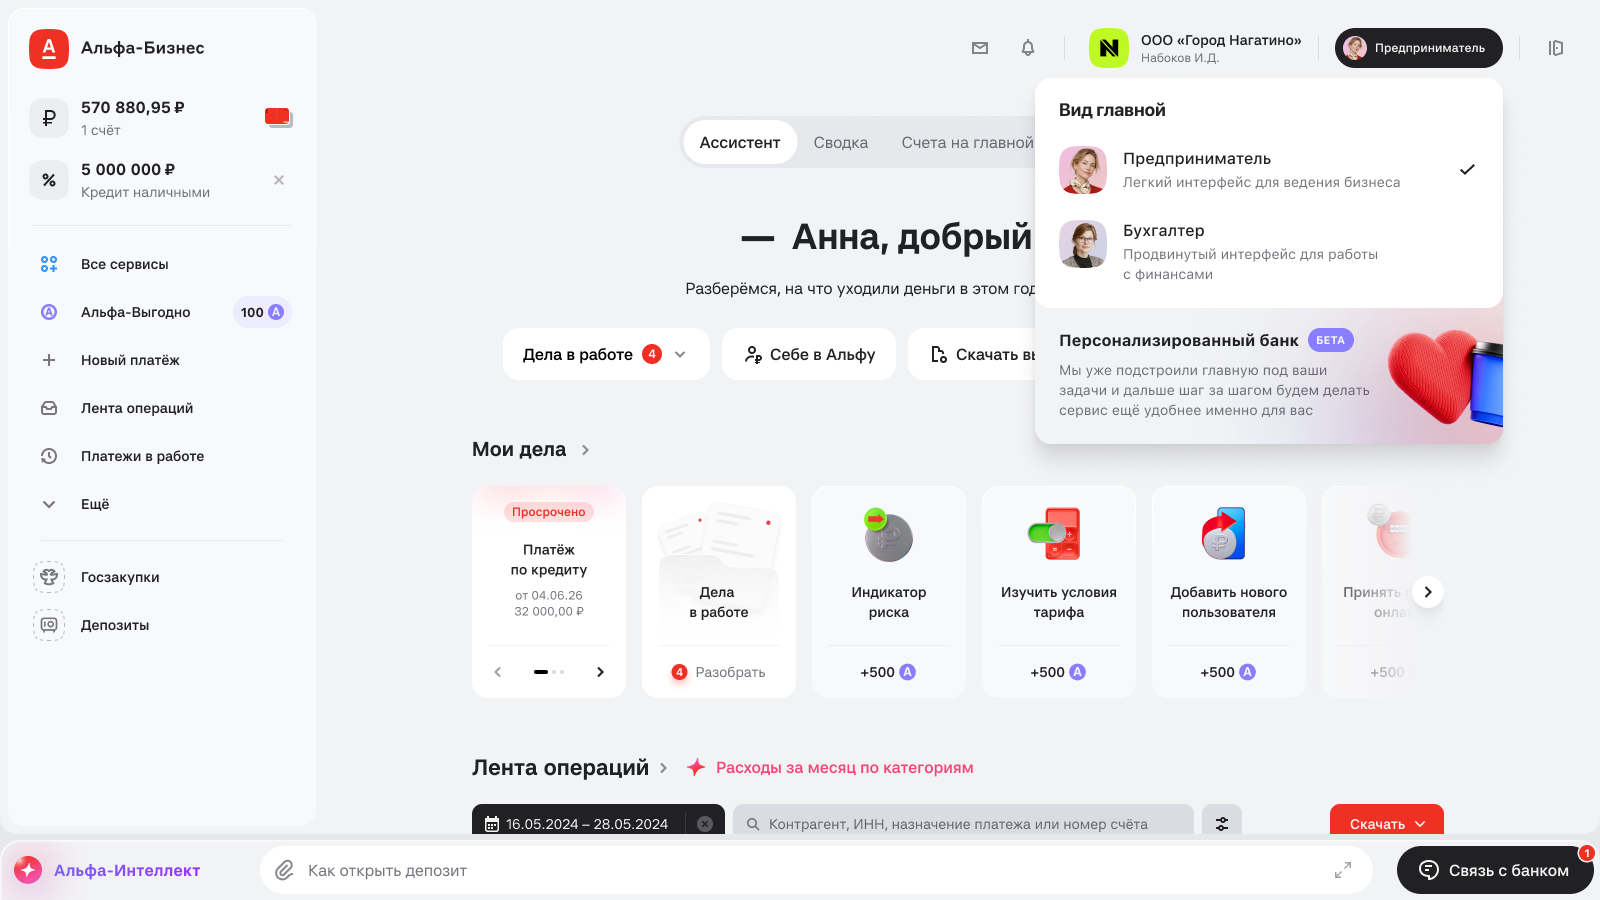 Альфа-Бизнес
570 880,95 ₽
1 счёт
5 000 000 ₽
Кредит наличными
Все сервисы
Альфа-Выгодно
100
Новый платёж
Лента операций
Платежи в работе
Ещё
Госзакупки
Депозиты
ООО «Город Нагатино»
Набоков И.Д.
Предприниматель
Ассистент
Сводка
Счета на главной
— Анна, добрый
Разберёмся, на что уходили деньги в этом
Дела в работе 4
Себе в Альфу
Скачать
Вид главной
Предприниматель
Легкий интерфейс для ведения бизнеса
Бухгалтер
Продвинутый интерфейс для работы
с финансами
Персонализированный банк БЕТА
Мы уже подстроили главную под ваши
задачи и дальше шаг за шагом будем делать
сервис ещё удобнее именно для вас
Мои дела
Просрочено
Платёж
по кредиту
от 04.06.26
32 000,00 ₽
Дела
в работе
4 Разобрать
Индикатор
риска
+500
Изучить условия
тарифа
+500
Добавить нового
пользователя
+500
Принять
+500
Лента операций
Расходы за месяц по категориям
16.05.2024 – 28.05.2024
Контрагент, ИНН, назначение платежа или номер счёта
Скачать
Альфа-Интеллект
Как открыть депозит
Связь с банком
1